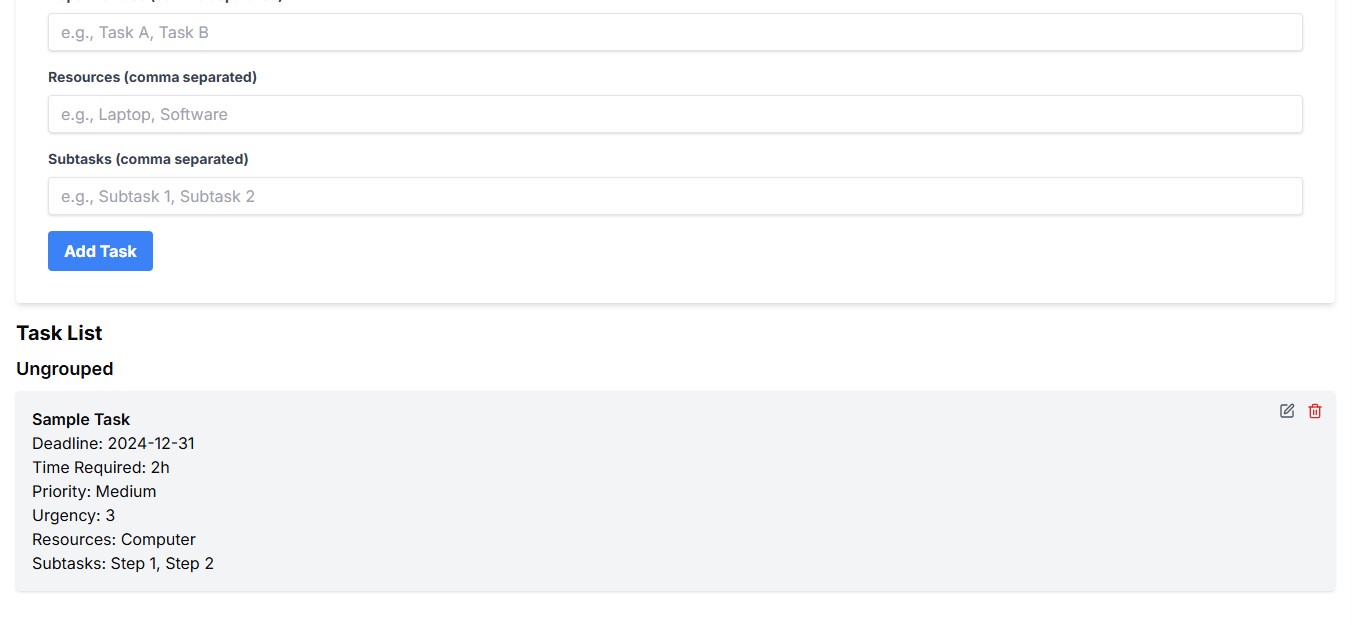 e.g., Task A, Task B
Resources (comma separated)
e.g., Laptop, Software
Subtasks (comma separated)
e.g., Subtask 1, Subtask 2
Add Task
Task List
Ungrouped
Sample Task
Deadline: 2024-12-31
Time Required: 2h
Priority: Medium
Urgency: 3
Resources: Computer
Subtasks: Step 1, Step 2